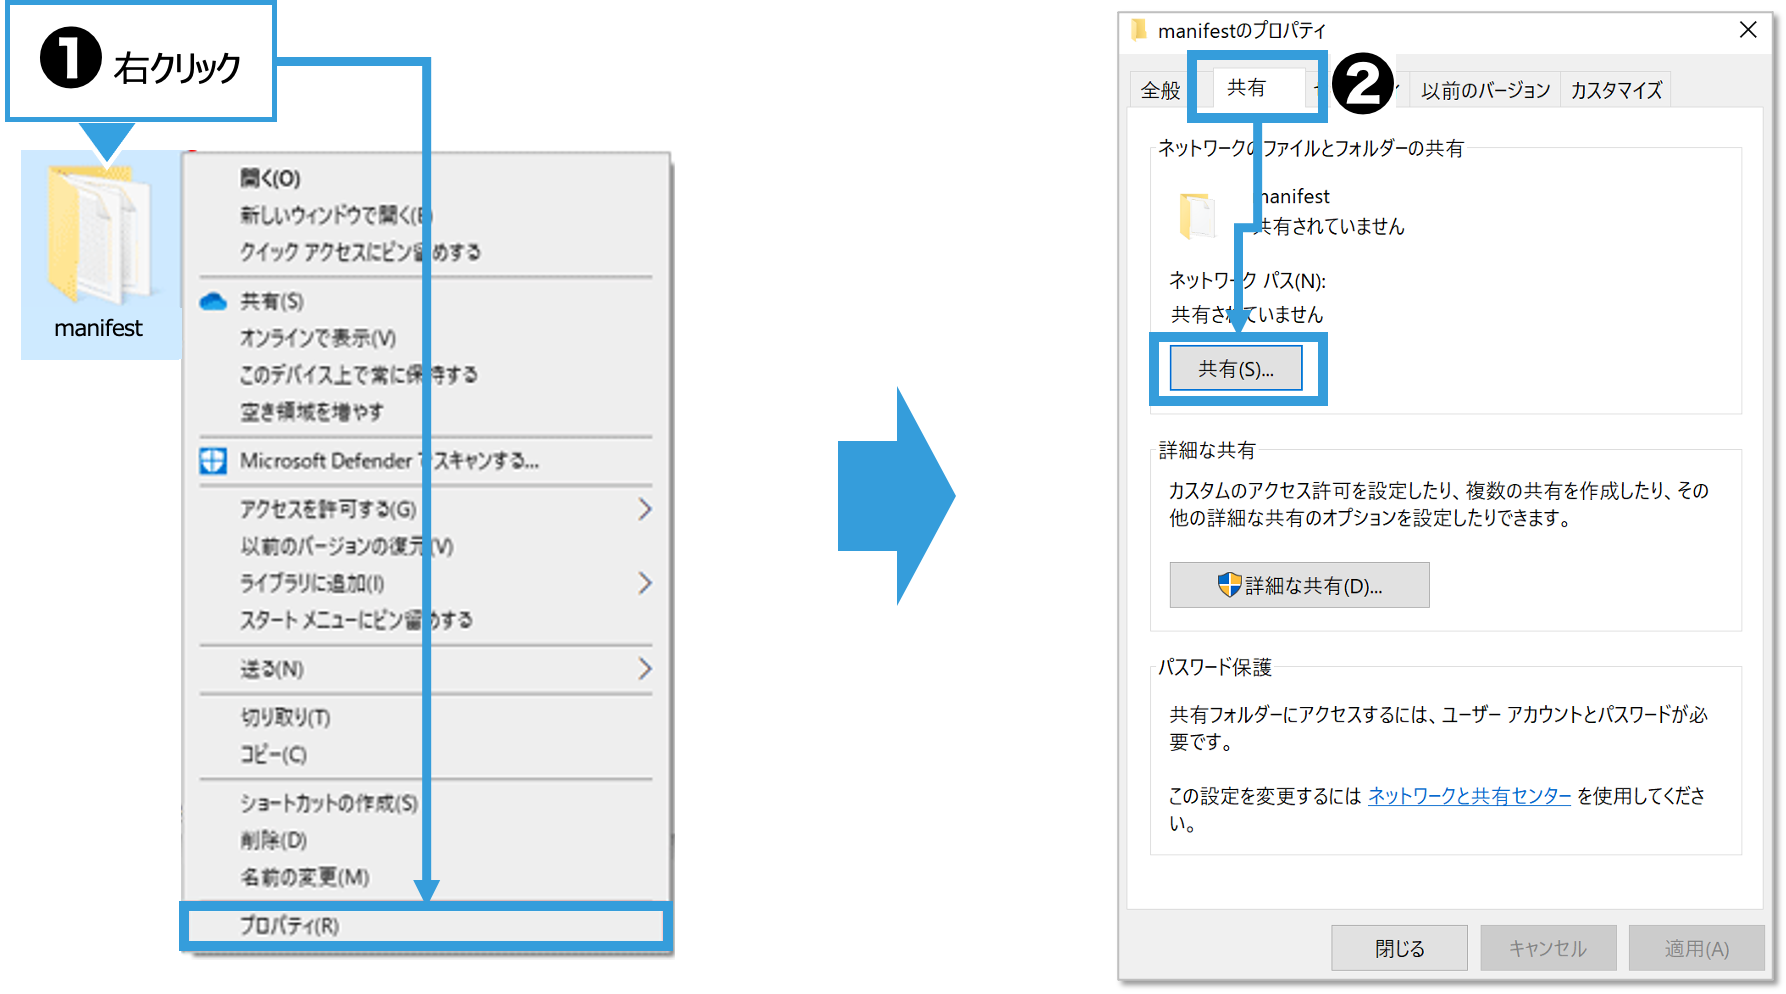 1 右クリック
manifest
開く(O)
新しいウィンドウで開く(E)
クイック アクセスにピン留めする
共有(S)
オンラインで表示(V)
このデバイス上で常に保持する
空き領域を増やす
Microsoft Defender でスキャンする...
アクセスを許可する(G)
以前のバージョンの復元(V)
ライブラリに追加(I)
スタート メニューにピン留めする
送る(N)
切り取り(T)
コピー(C)
ショートカットの作成(S)
削除(D)
名前の変更(M)
プロパティ(R)
manifestのプロパティ
2
全般 共有 以前のバージョン カスタマイズ
ネットワークのファイルとフォルダーの共有
manifest
共有されていません
ネットワーク パス(N):
共有されていません
共有(S)...
詳細な共有
カスタムのアクセス許可を設定したり、複数の共有を作成したり、その
他の詳細な共有のオプションを設定したりできます。
詳細な共有(D)...
パスワード保護
共有フォルダーにアクセスするには、ユーザー アカウントとパスワードが必
要です。
この設定を変更するには ネットワークと共有センター を使用してくださ
い。
閉じる キャンセル 適用(A)